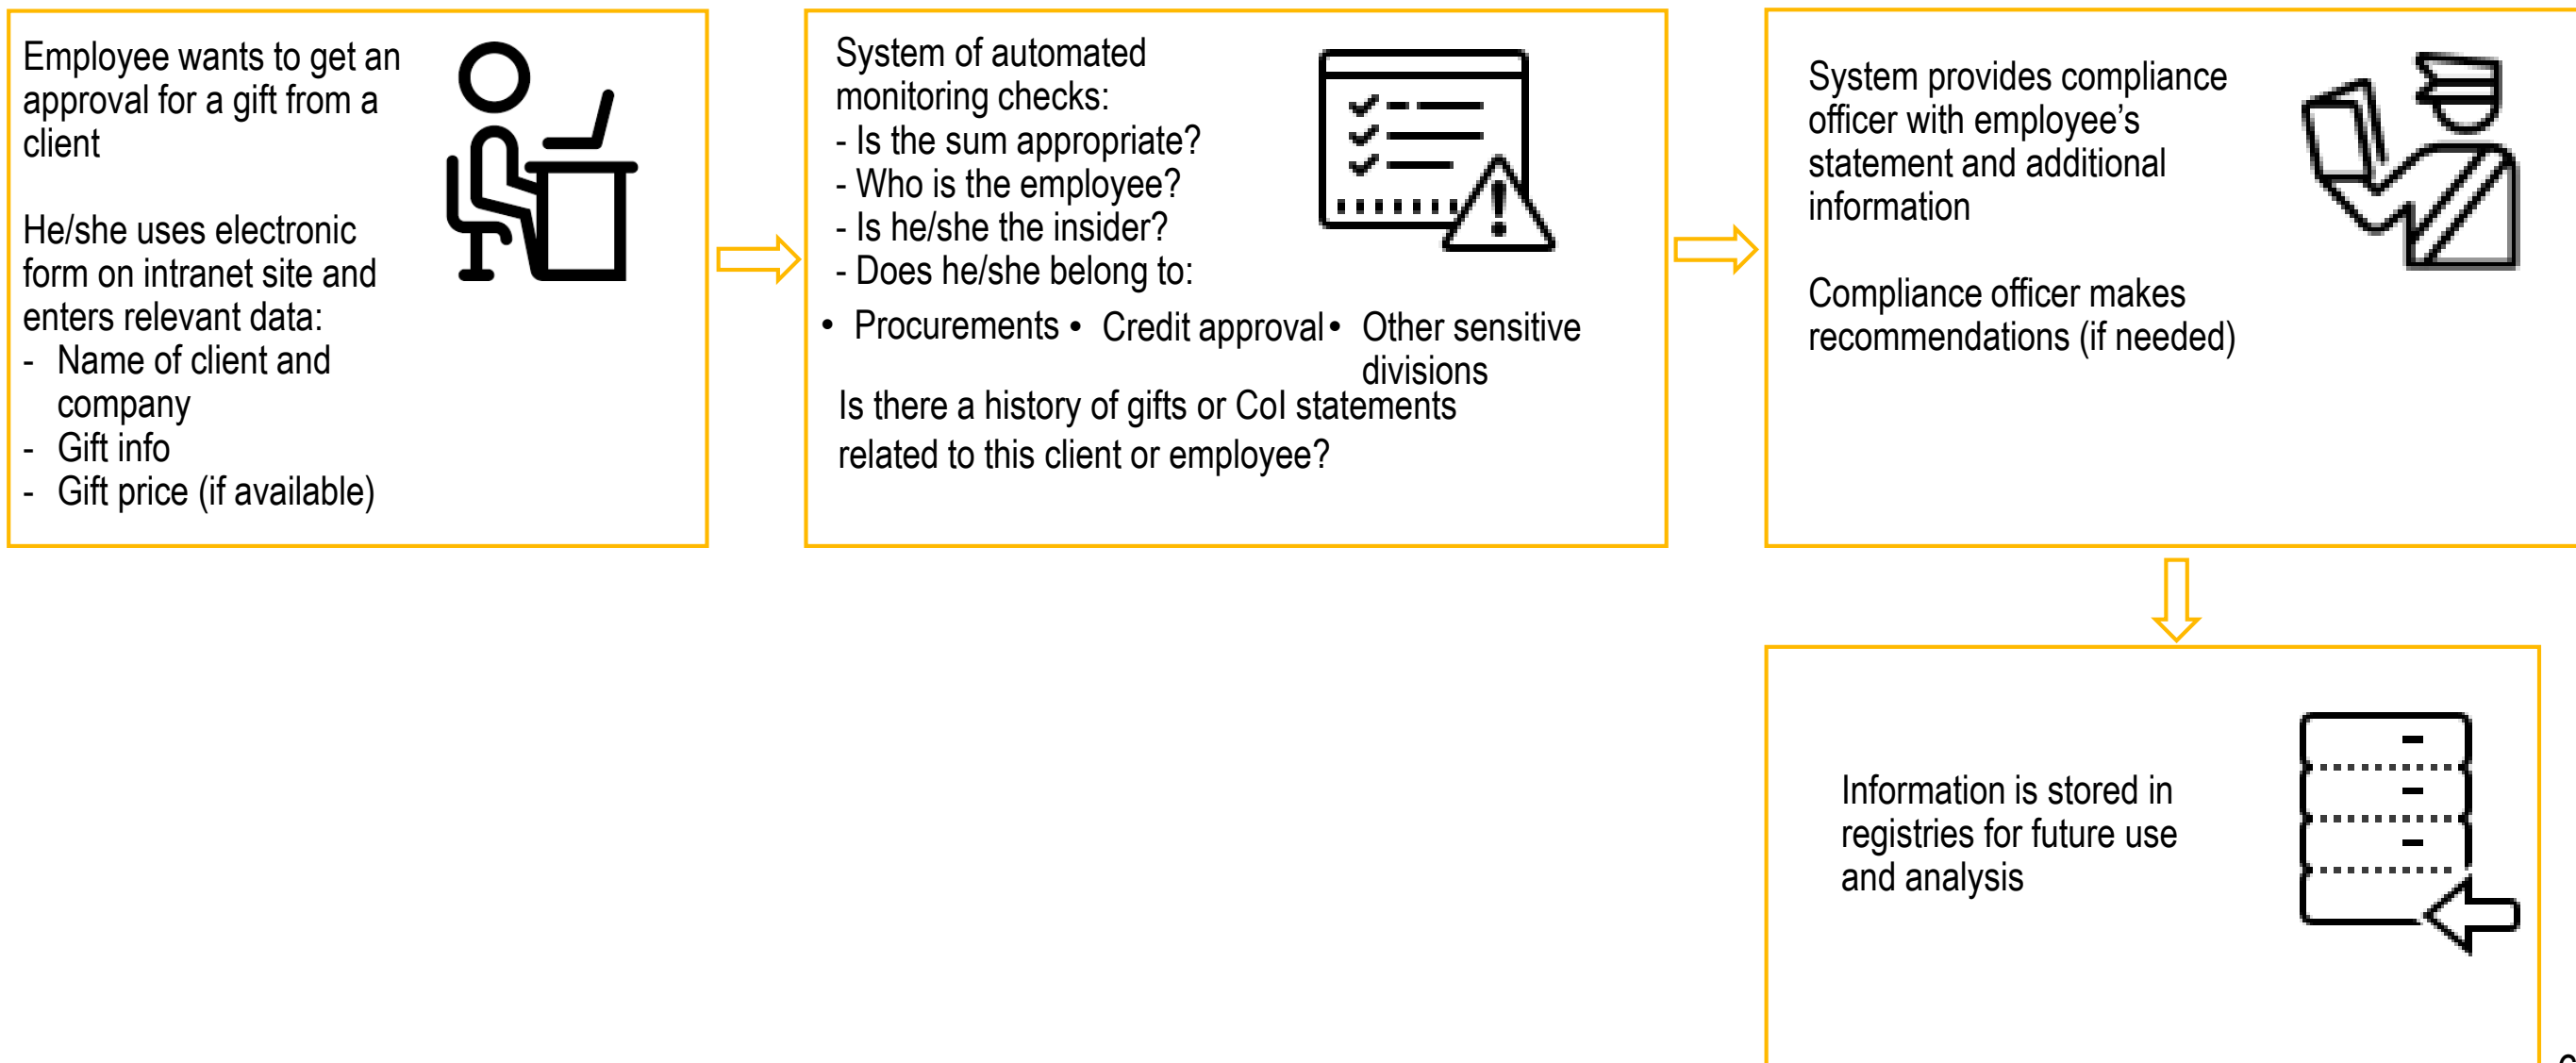 Employee wants to get an
approval for a gift from a
client
He/she uses electronic
form on intranet site and
enters relevant data:
- Name of client and
company
- Gift info
- Gift price (if available)
System of automated
monitoring checks:
- Is the sum appropriate?
- Who is the employee?
- Is he/she the insider?
- Does he/she belong to:
• Procurements • Credit approval • Other sensitive
divisions
Is there a history of gifts or CoI statements
related to this client or employee?
System provides compliance
officer with employee’s
statement and additional
information
Compliance officer makes
recommendations (if needed)
Information is stored in
registries for future use
and analysis